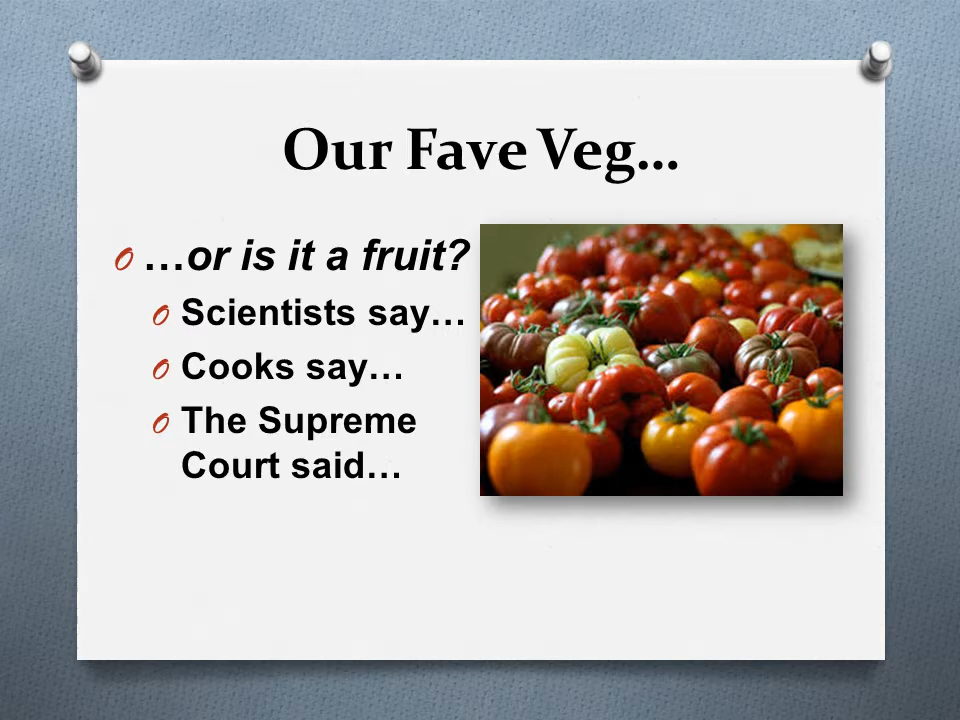 Our Fave Veg…
…or is it a fruit?
Scientists say…
Cooks say…
The Supreme
Court said…